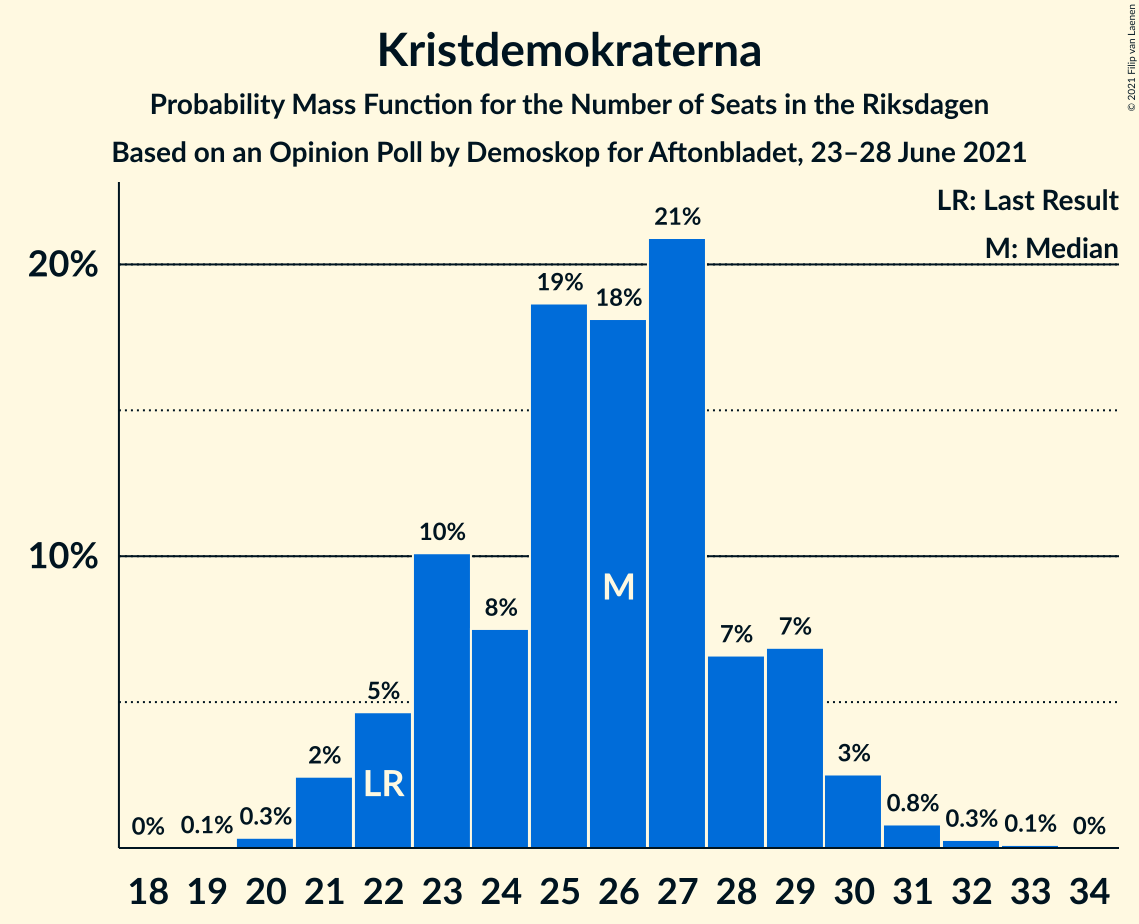 Kristdemokraterna
Probability Mass Function for the Number of Seats in the Riksdagen
Based on an Opinion Poll by Demoskop for Aftonbladet, 23–28 June 2021
© 2021 Filip van Laenen
LR: Last Result
M: Median
20%
10%
0%
0.1%
0.3%
2%
5%
10%
8%
19%
18%
21%
7%
7%
3%
0.8%
0.3%
0.1%
0%
LR
M
18 19 20 21 22 23 24 25 26 27 28 29 30 31 32 33 34